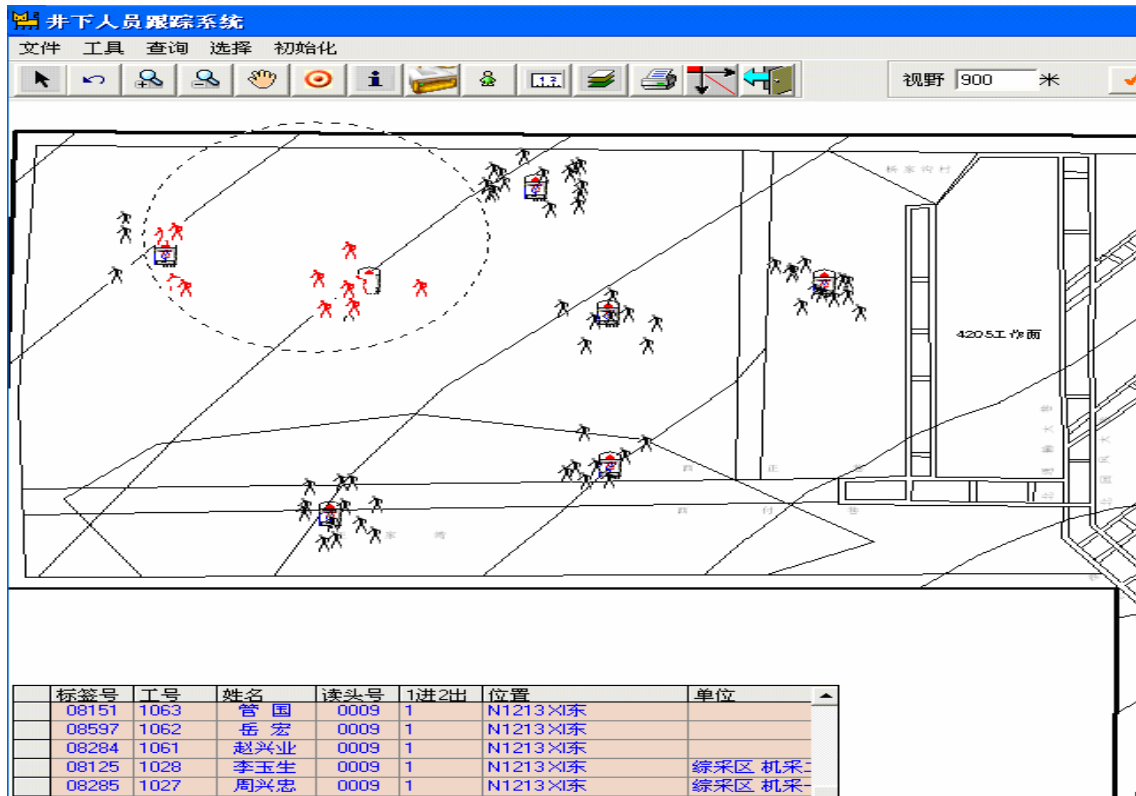 井下人员跟踪系统
文件 工具 查询 选择 初始化
视野 900 米
杨家沟村
4205工作面
标签号 工号 姓名 读头号 1进2出 位置 单位
08151 1063 管 国 0009 1 N1213XI东
08597 1062 岳 宏 0009 1 N1213XI东
08284 1061 赵兴业 0009 1 N1213XI东
08125 1028 李玉生 0009 1 N1213XI东 综采区 机采二
08285 1027 周兴忠 0009 1 N1213XI东 综采区 机采一